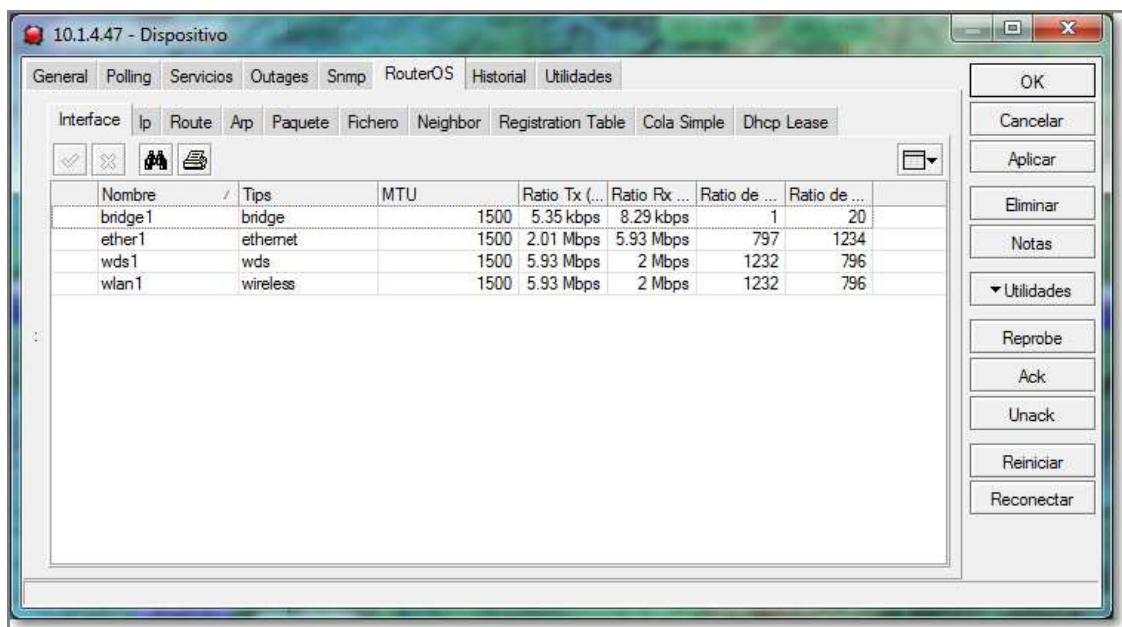 10.1.4.47 - Dispositivo
General Polling Servicios Outages Snmp RouterOS Historial Utilidades
Interface Ip Route Arp Paquete Fichero Neighbor Registration Table Cola Simple Dhcp Lease
Nombre / Tips MTU Ratio Tx (... Ratio Rx ... Ratio de ... Ratio de ...
bridge1 bridge 1500 5.35 kbps 8.29 kbps 1 20
ether1 ethernet 1500 2.01 Mbps 5.93 Mbps 797 1234
wds1 wds 1500 5.93 Mbps 2 Mbps 1232 796
wlan1 wireless 1500 5.93 Mbps 2 Mbps 1232 796
:
OK
Cancelar
Aplicar
Eliminar
Notas
Utilidades
Reprobe
Ack
Unack
Reiniciar
Reconectar